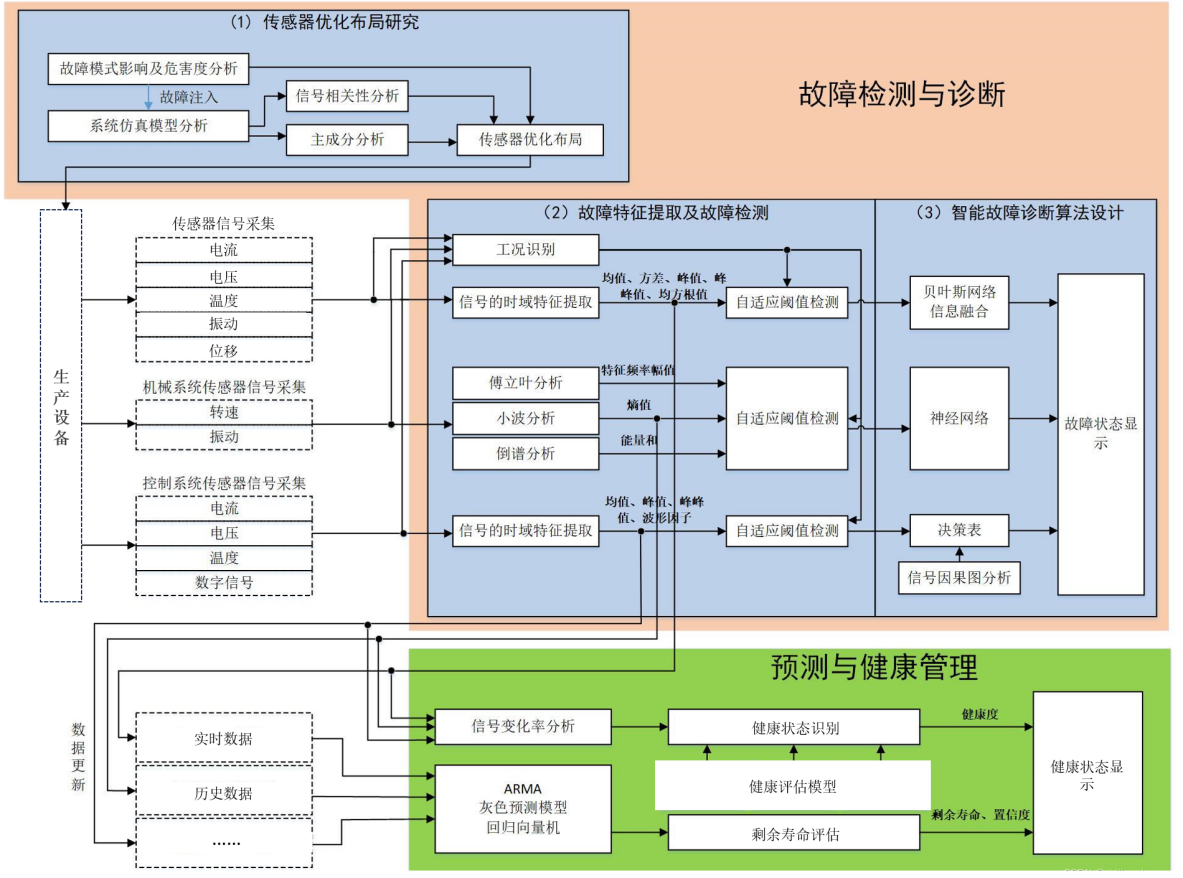 （1）传感器优化布局研究
故障模式影响及危害度分析
故障注入
系统仿真模型分析
信号相关性分析
主成分分析
传感器优化布局
故障检测与诊断
生产设备
传感器信号采集
电流
电压
温度
振动
位移
机械系统传感器信号采集
转速
振动
控制系统传感器信号采集
电流
电压
温度
数字信号
（2）故障特征提取及故障检测
工况识别
信号的时域特征提取
均值、方差、峰值、峰
峰值、均方根值
自适应阈值检测
傅立叶分析
特征频率幅值
小波分析
熵值
倒谱分析
能量和
自适应阈值检测
信号的时域特征提取
均值、峰值、峰峰
值、波形因子
自适应阈值检测
（3）智能故障诊断算法设计
贝叶斯网络
信息融合
神经网络
决策表
信号因果图分析
故障状态显
示
预测与健康管理
数据更新
实时数据
历史数据
……
信号变化率分析
健康状态识别
健康度
健康评估模型
ARMA
灰色预测模型
回归向量机
剩余寿命评估
剩余寿命、置信度
健康状态显
示